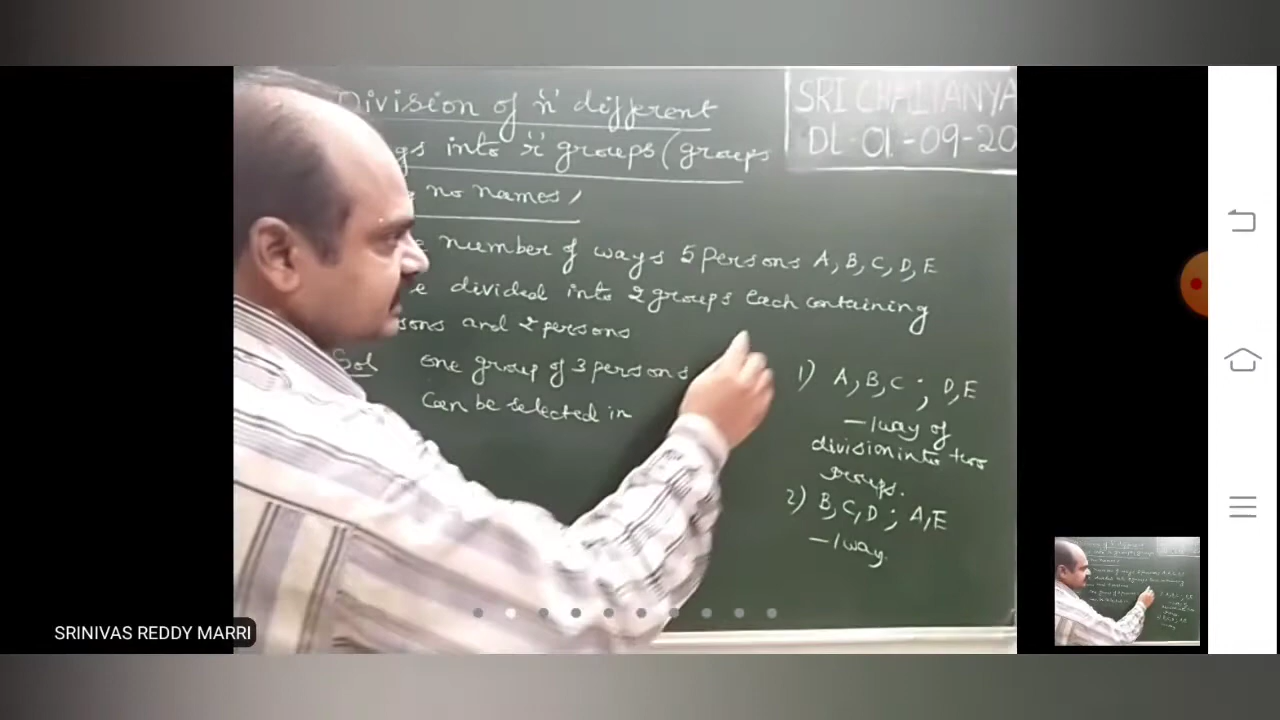 Division of 'n' different
gs into 'r' groups (groups
no names)
number of ways 5 persons A, B, C, D, E
e divided into 2 groups each containing
sons and 2 persons
Sol one group of 3 persons
Can be selected in
1) A, B, C ; D, E
— 1 way of
division into two
groups.
2) B, C, D ; A, E
— 1 way.
SRI CHAITANYA
DL-01-09-20
SRINIVAS REDDY MARRI